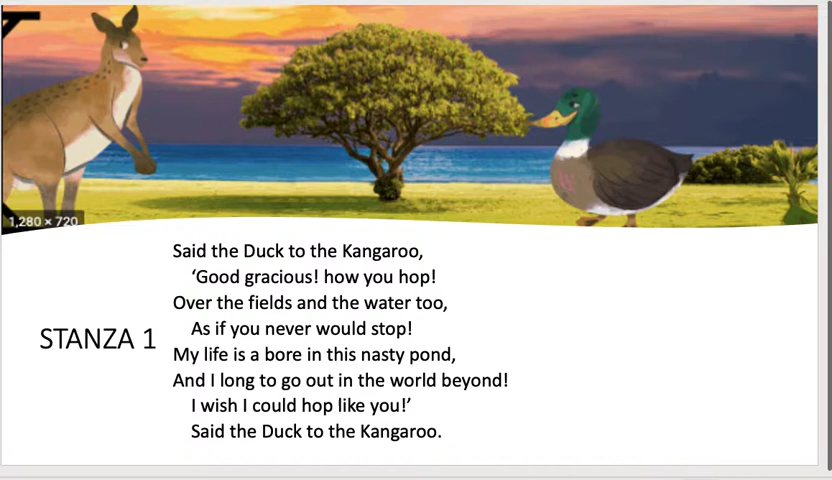 1,280 × 720
Said the Duck to the Kangaroo,
‘Good gracious! how you hop!
Over the fields and the water too,
As if you never would stop!
STANZA 1
My life is a bore in this nasty pond,
And I long to go out in the world beyond!
I wish I could hop like you!’
Said the Duck to the Kangaroo.